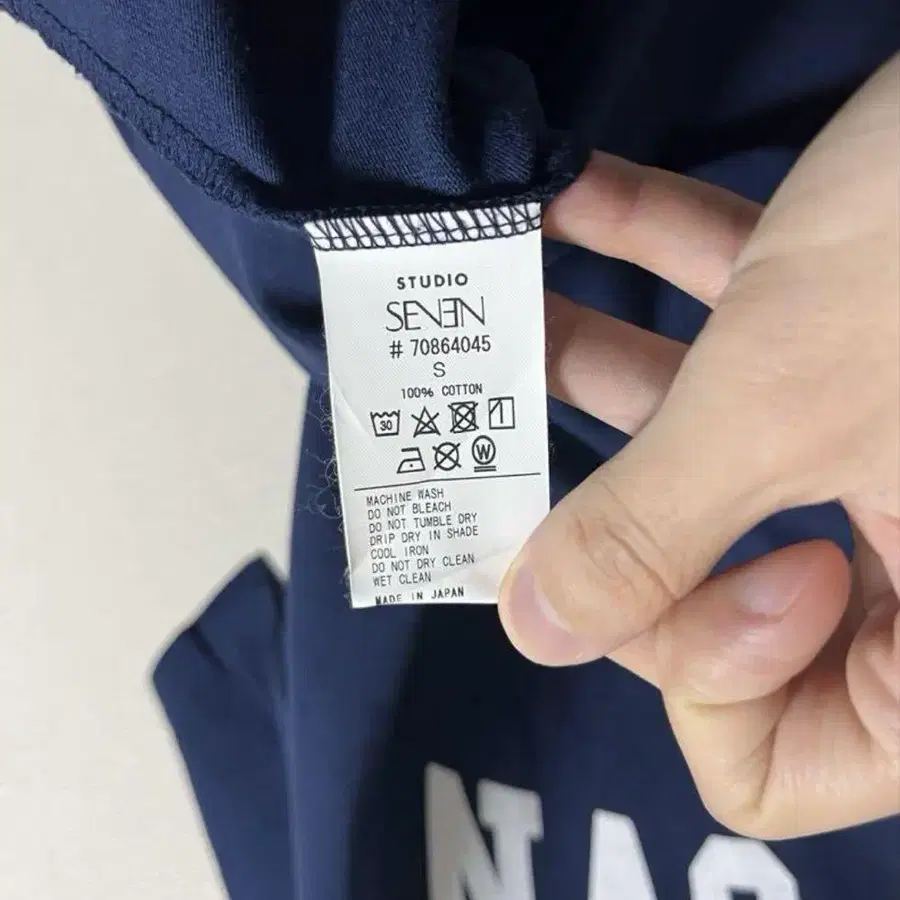 STUDIO
SEVEN
# 70864045
S
100% COTTON
30
W
MACHINE WASH
DO NOT BLEACH
DO NOT TUMBLE DRY
DRIP DRY IN SHADE
COOL IRON
DO NOT DRY CLEAN
WET CLEAN
MADE IN JAPAN
NA